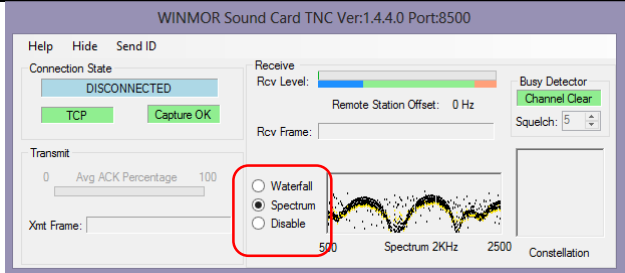 WINMOR Sound Card TNC Ver:1.4.4.0 Port:8500
Help Hide Send ID
Connection State
DISCONNECTED
TCP Capture OK
Receive
Rcv Level:
Remote Station Offset: 0 Hz
Rcv Frame:
Busy Detector
Channel Clear
Squelch: 5
Transmit
0 Avg ACK Percentage 100
Xmt Frame:
Waterfall
Spectrum
Disable
500 Spectrum 2KHz 2500
Constellation